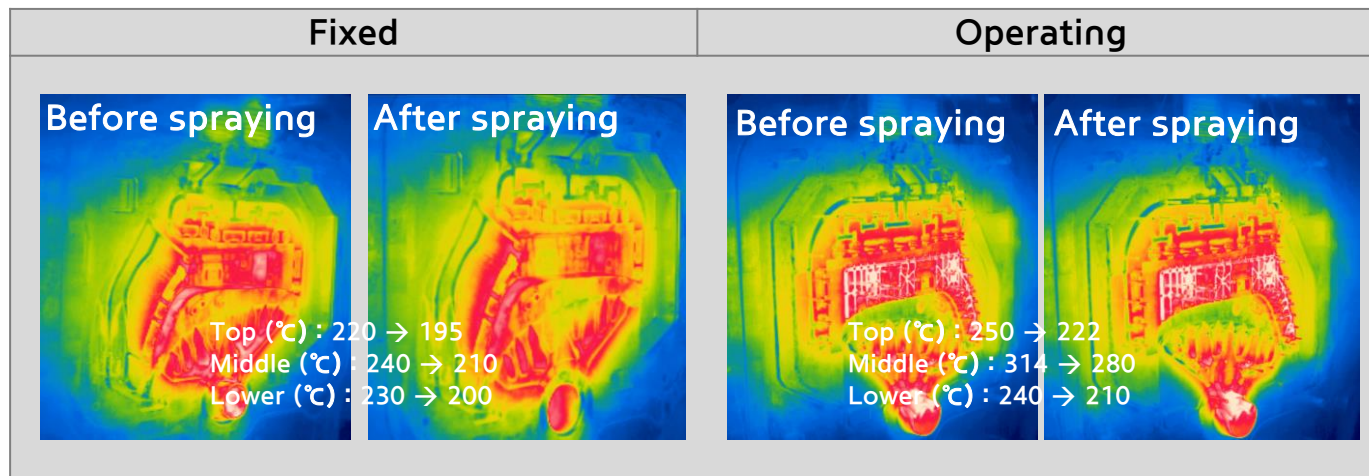 Fixed
Operating
Before spraying
After spraying
Before spraying
After spraying
Top (℃) : 220 → 195
Middle (℃) : 240 → 210
Lower (℃) : 230 → 200
Top (℃) : 250 → 222
Middle (℃) : 314 → 280
Lower (℃) : 240 → 210